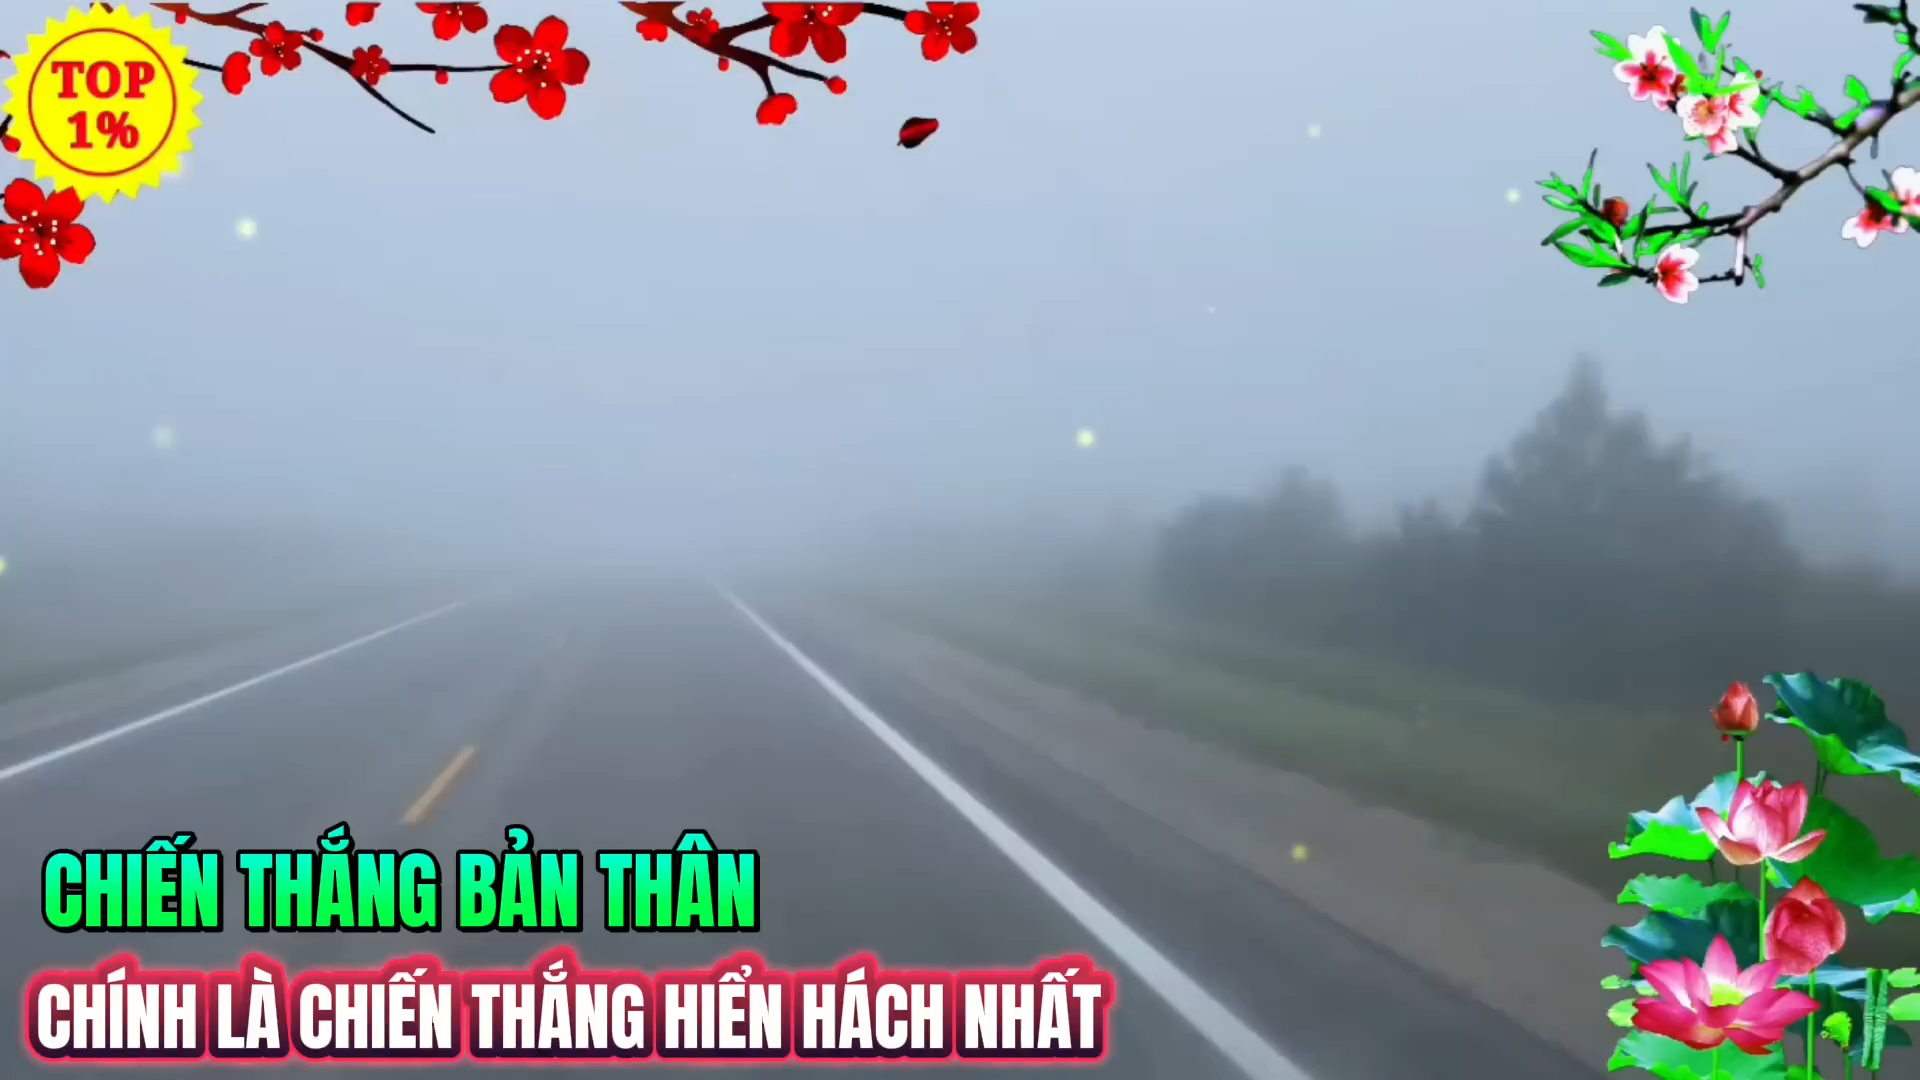 TOP
1%
CHIẾN THẮNG BẢN THÂN
CHÍNH LÀ CHIẾN THẮNG HIỂN HÁCH NHẤT